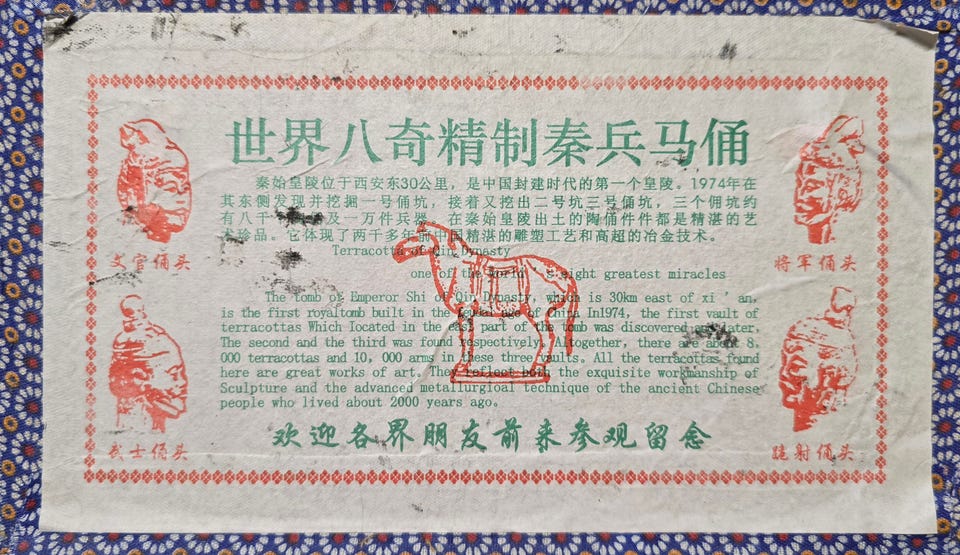 世界八奇精制秦兵马俑
秦始皇陵位于西安东30公里，是中国封建时代的第一个皇陵。1974年在
其东侧发现并挖掘一号俑坑，接着又挖出二号坑三号俑坑，三个俑坑约
有八千 及一万件兵器。在秦始皇陵出土的陶俑件件都是精湛的艺
术珍品。它体现了两千多年前中国精湛的雕塑工艺和高超的冶金技术。
Terracotta of Qin Dynasty
one of the world's eight greatest miracles
The tomb of Emperor Shi of Qin Dynasty, which is 30km east of xi'an,
is the first royaltomb built in the feudal age of china. In1974, the first vault of
terracottas Which Iocated in the east part of the tomb was discovered later.
The second and the third was found respectively. Alltogether, there are about 8,
000 terracottas and 10, 000 arms these three vaults. All the terracottas found
here are great works of art. They reflect both the exquisite workmanship of
Sculpture and the advanced metallurgical technique of the ancient Chinese
people who lived about 2000 years ago.
欢迎各界朋友前来参观留念
文官俑头
将军俑头
武士俑头
跪射俑头